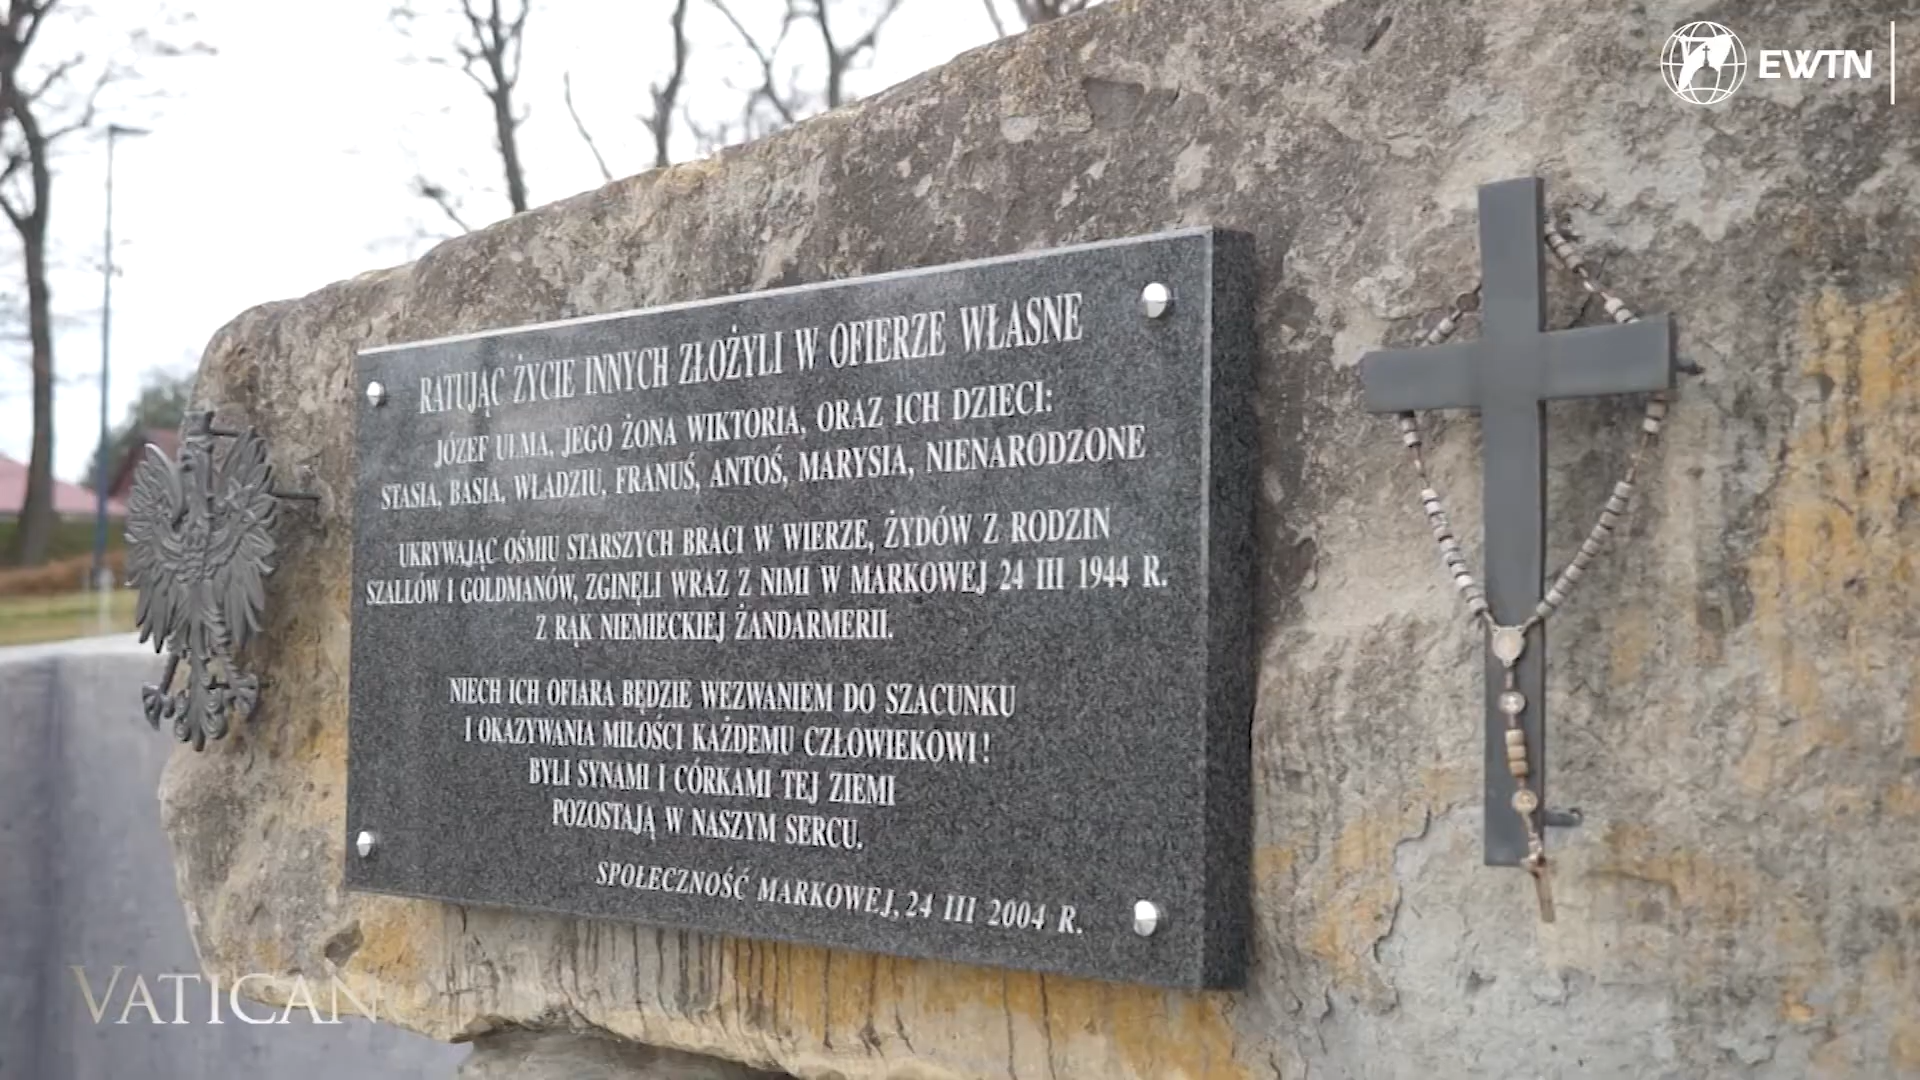 EWTN
RATUJĄC ŻYCIE INNYCH ZŁOŻYLI W OFIERZE WŁASNE
JÓZEF ULMA, JEGO ŻONA WIKTORIA, ORAZ ICH DZIECI:
STASIA, BASIA, WŁADZIU, FRANUŚ, ANTOŚ, MARYSIA, NIENARODZONE
UKRYWAJĄC OŚMIU STARSZYCH BRACI W WIERZE, ŻYDÓW Z RODZIN
SZALLÓW I GOLDMANÓW, ZGINĘLI WRAZ Z NIMI W MARKOWEJ 24 III 1944 R.
Z RĄK NIEMIECKIEJ ŻANDARMERII.
NIECH ICH OFIARA BĘDZIE WEZWANIEM DO SZACUNKU
I OKAZYWANIA MIŁOŚCI KAŻDEMU CZŁOWIEKOWI!
BYLI SYNAMI I CÓRKAMI TEJ ZIEMI
POZOSTAJĄ W NASZYM SERCU.
SPOŁECZNOŚĆ MARKOWEJ, 24 III 2004 R.
VATICAN